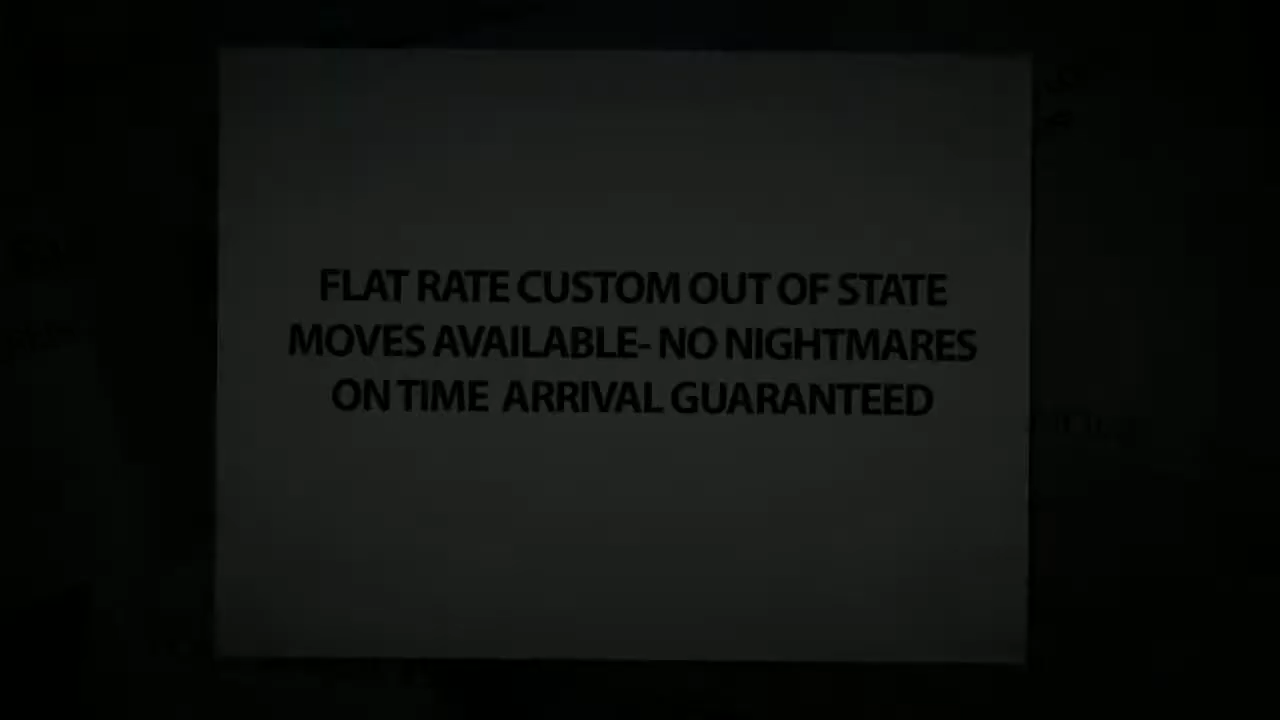 FLAT RATE CUSTOM OUT OF STATE
MOVES AVAILABLE- NO NIGHTMARES
ON TIME ARRIVAL GUARANTEED